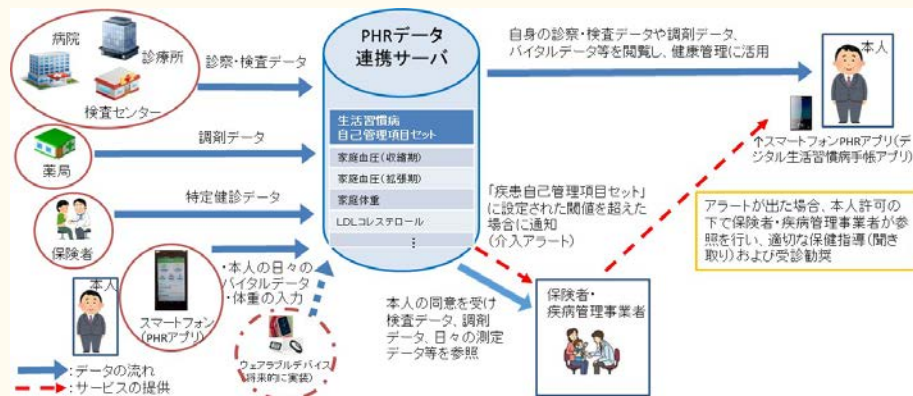 病院
診療所
検査センター
診察・検査データ
薬局
調剤データ
保険者
特定健診データ
本人
スマートフォン
(PHRアプリ)
・本人の日々の
バイタルデータ
・体重の入力
ウェアラブルデバイス
(将来的に実装)
PHRデータ
連携サーバ
生活習慣病
自己管理項目セット
家庭血圧(収縮期)
家庭血圧(拡張期)
家庭体重
LDLコレステロール
⋮
自身の診察・検査データや調剤データ、
バイタルデータ等を閲覧し、健康管理に活用
本人
↑スマートフォンPHRアプリ(デ
ジタル生活習慣病手帳アプリ)
「疾患自己管理項目セット」
に設定された閾値を超えた
場合に通知
(介入アラート)
アラートが出た場合、本人許可の
下で保険者・疾病管理事業者が参
照を行い、適切な保健指導(聞き
取り)および受診勧奨
本人の同意を受け
検査データ、調剤
データ、日々の測定
データ等を参照
保険者・
疾病管理事業者
:データの流れ
:サービスの提供